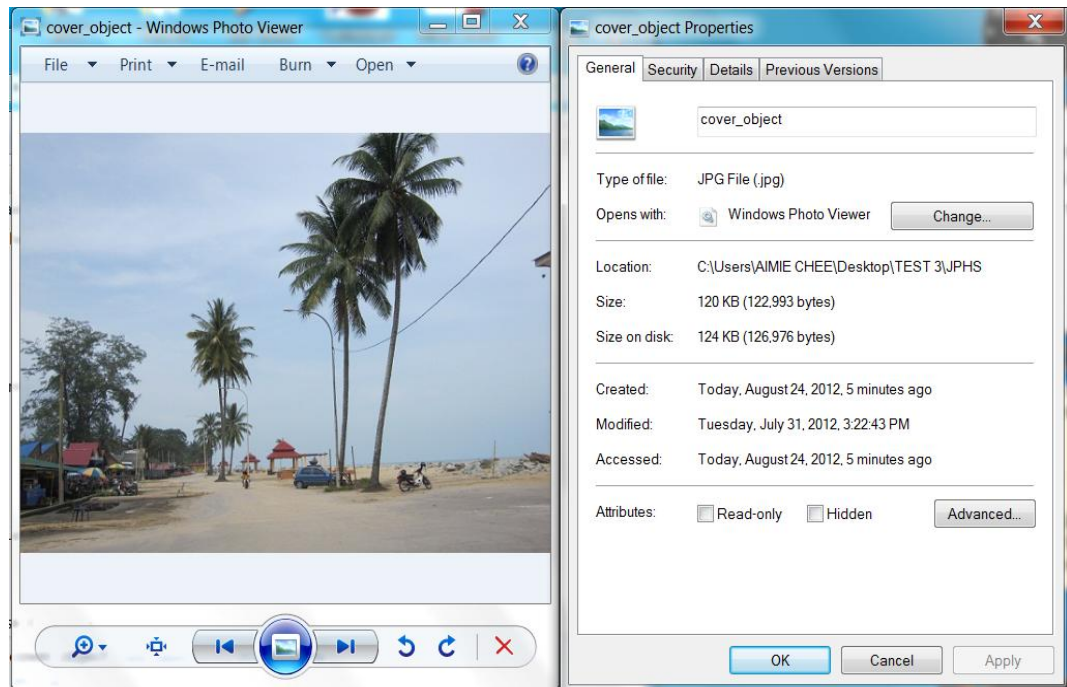 cover_object - Windows Photo Viewer
File Print E-mail Burn Open
cover_object Properties
General Security Details Previous Versions
cover_object
Type of file: JPG File (.jpg)
Opens with: Windows Photo Viewer Change...
Location: C:\Users\AIMIE CHEE\Desktop\TEST 3\JPHS
Size: 120 KB (122,993 bytes)
Size on disk: 124 KB (126,976 bytes)
Created: Today, August 24, 2012, 5 minutes ago
Modified: Tuesday, July 31, 2012, 3:22:43 PM
Accessed: Today, August 24, 2012, 5 minutes ago
Attributes: Read-only Hidden Advanced...
OK Cancel Apply